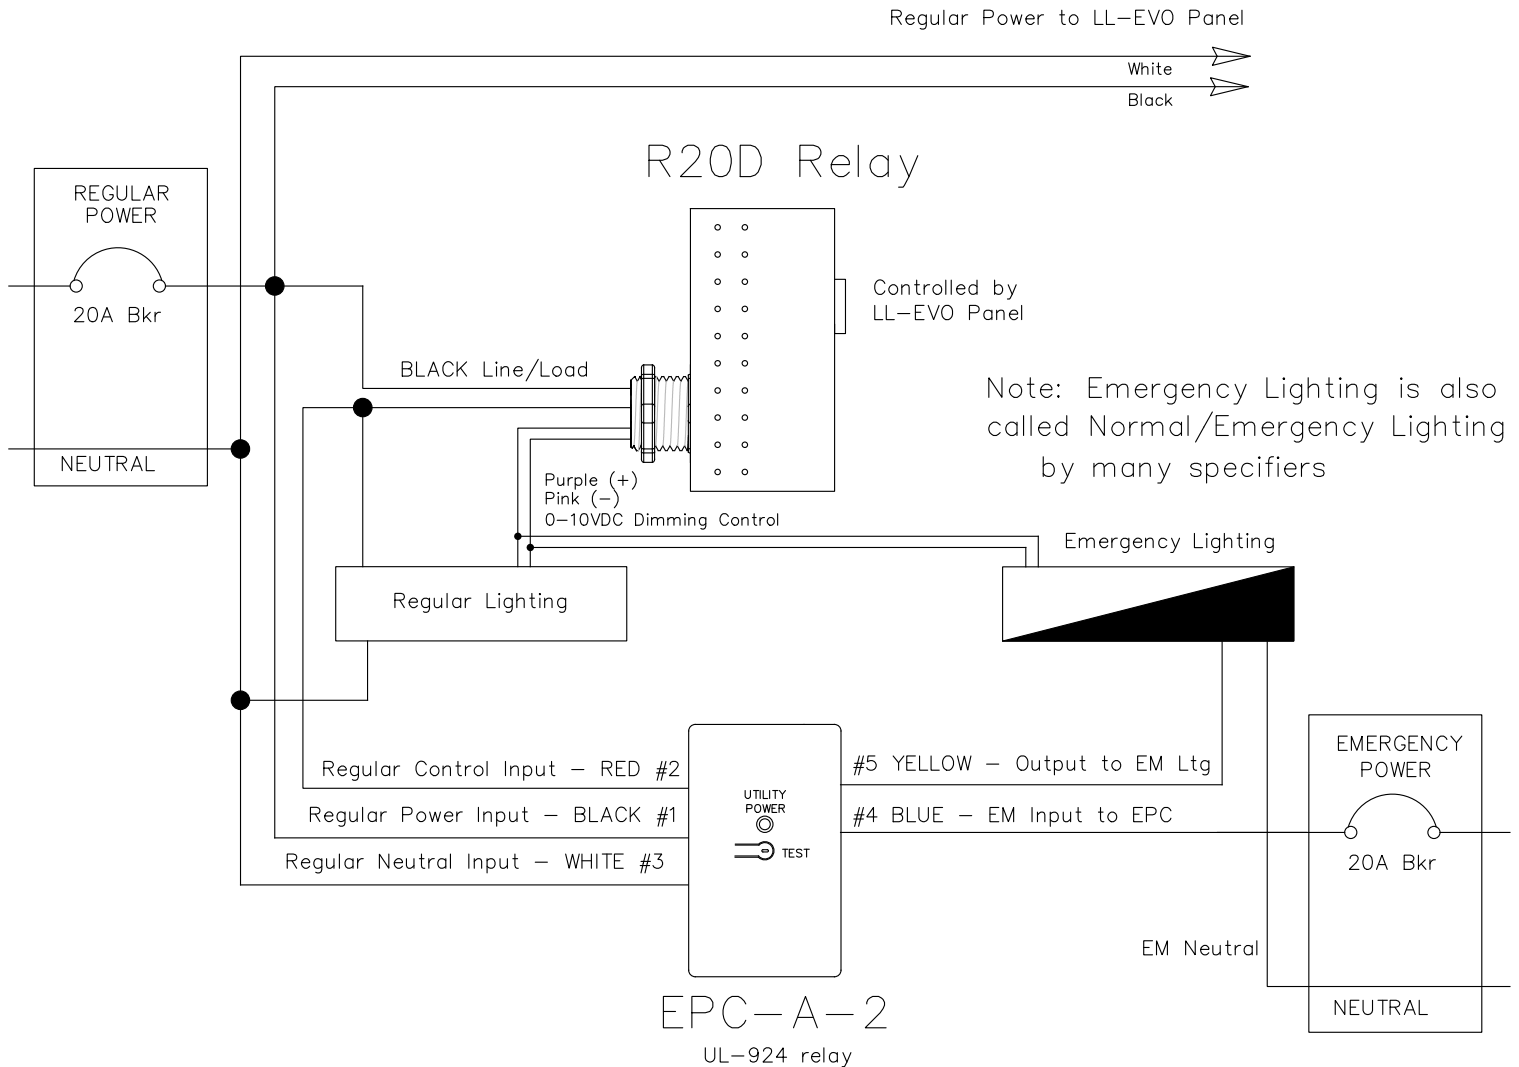 Regular Power to LL-EVO Panel
White
Black
R20D Relay
REGULAR
POWER
20A Bkr
NEUTRAL
Controlled by
LL-EVO Panel
BLACK Line/Load
Note: Emergency Lighting is also
called Normal/Emergency Lighting
by many specifiers
Purple (+)
Pink (-)
0-10VDC Dimming Control
Emergency Lighting
Regular Lighting
Regular Control Input - RED #2
Regular Power Input - BLACK #1
Regular Neutral Input - WHITE #3
UTILITY
POWER
TEST
#5 YELLOW - Output to EM Ltg
#4 BLUE - EM Input to EPC
EMERGENCY
POWER
20A Bkr
EM Neutral
NEUTRAL
EPC-A-2
UL-924 relay